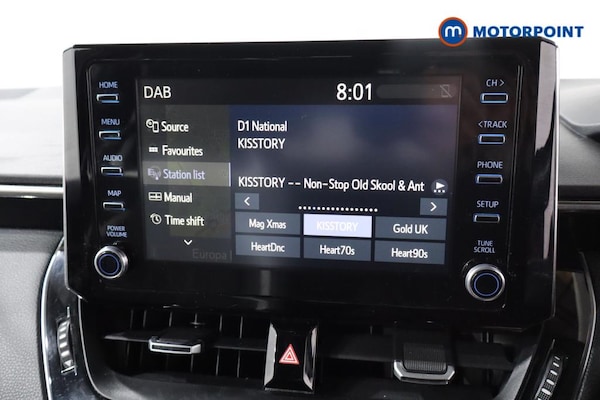 MOTORPOINT
DAB
8:01
HOME
MENU
AUDIO
MAP
POWER
VOLUME
Source
Favourites
Station list
Manual
Time shift
D1 National
KISSTORY
KISSTORY -- Non-Stop Old Skool & Ant
Mag Xmas
KISSTORY
Gold UK
HeartDnc
Heart70s
Heart90s
Europa
CH >
< TRACK
PHONE
SETUP
TUNE
SCROLL